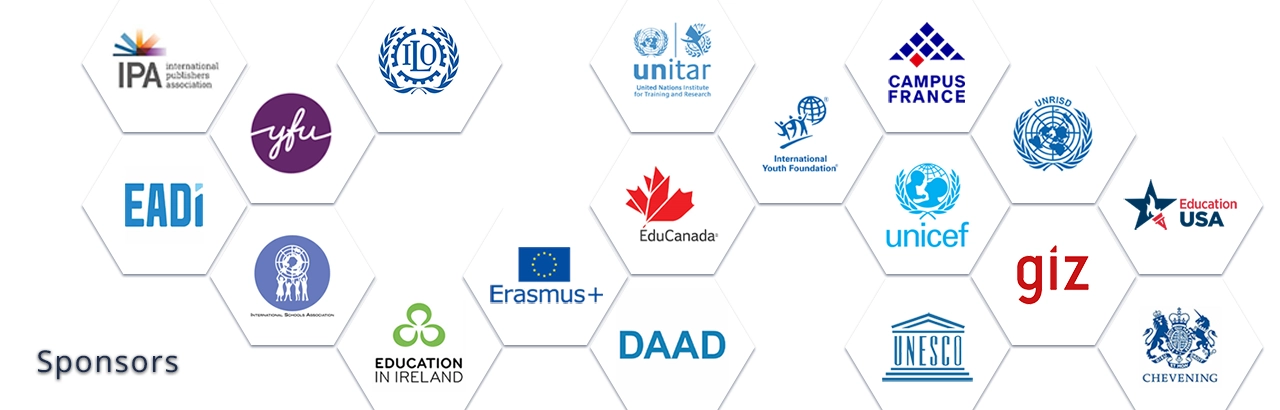 IPA
international
publishers
association
ILO
unitar
United Nations Institute
for Training and Research
CAMPUS
FRANCE
yfu
International
Youth Foundation
UNRISD
EADi
ÉduCanada®
unicef
Education
USA
INTERNATIONAL SCHOOLS ASSOCIATION
Erasmus+
giz
EDUCATION
IN IRELAND
DAAD
UNESCO
CHEVENING
Sponsors